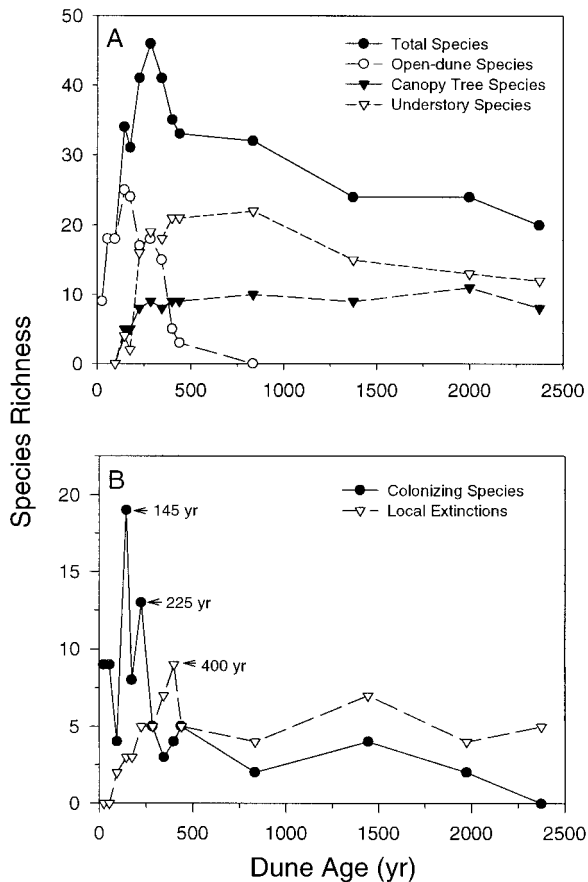 A
Total Species
Open-dune Species
Canopy Tree Species
Understory Species
50
40
30
20
10
0
0 500 1000 1500 2000 2500
Species Richness
B
Colonizing Species
Local Extinctions
145 yr
225 yr
400 yr
20
15
10
5
0
0 500 1000 1500 2000 2500
Dune Age (yr)